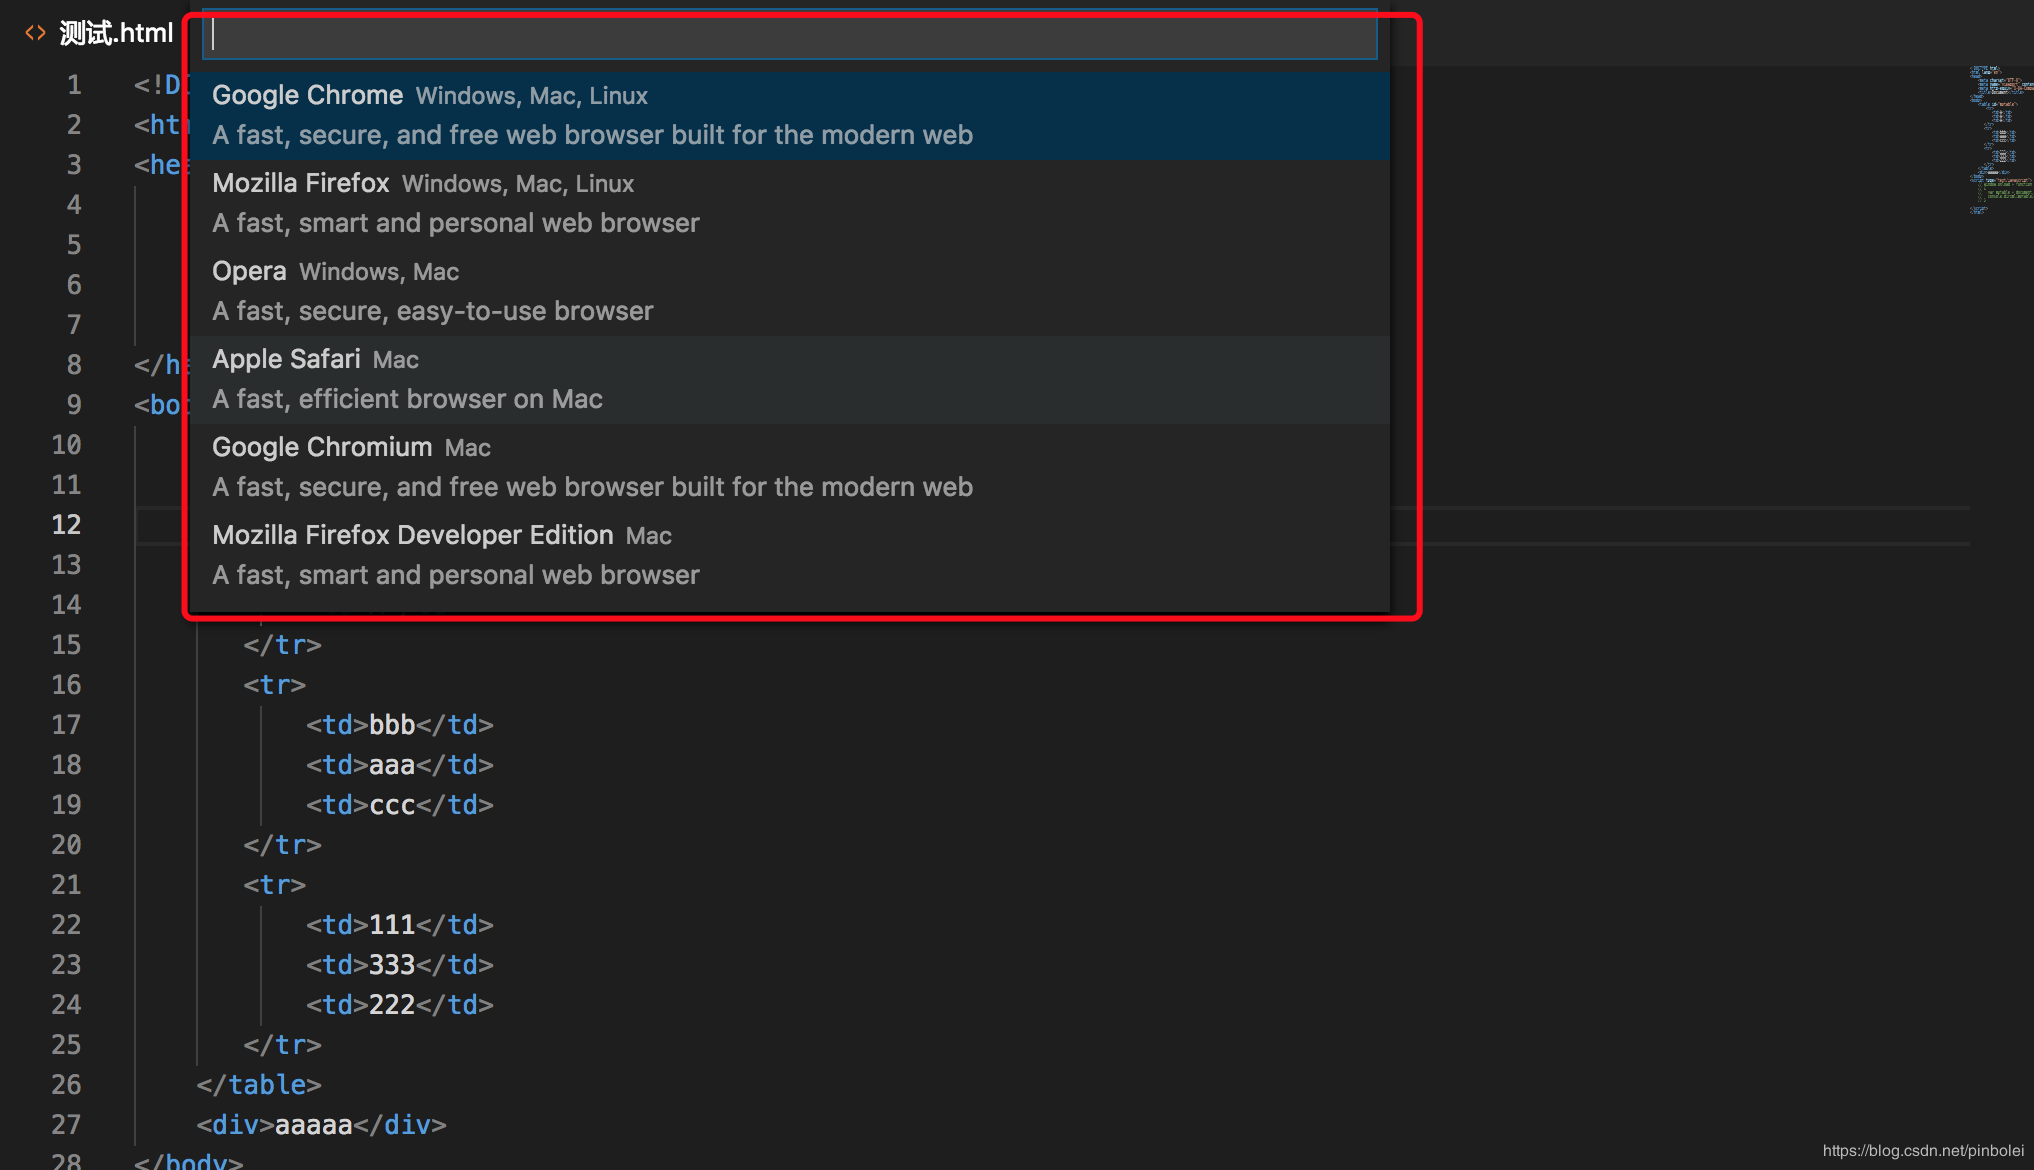 <> 测试.html
Google Chrome Windows, Mac, Linux
A fast, secure, and free web browser built for the modern web
Mozilla Firefox Windows, Mac, Linux
A fast, smart and personal web browser
Opera Windows, Mac
A fast, secure, easy-to-use browser
Apple Safari Mac
A fast, efficient browser on Mac
Google Chromium Mac
A fast, secure, and free web browser built for the modern web
Mozilla Firefox Developer Edition Mac
A fast, smart and personal web browser
1 <!D
2 <ht
3 <he
4
5
6
7
8 </h
9 <bo
10
11
12
13
14
15 </tr>
16 <tr>
17 <td>bbb</td>
18 <td>aaa</td>
19 <td>ccc</td>
20 </tr>
21 <tr>
22 <td>111</td>
23 <td>333</td>
24 <td>222</td>
25 </tr>
26 </table>
27 <div>aaaaa</div>
28 </body>
https://blog.csdn.net/pinbolei